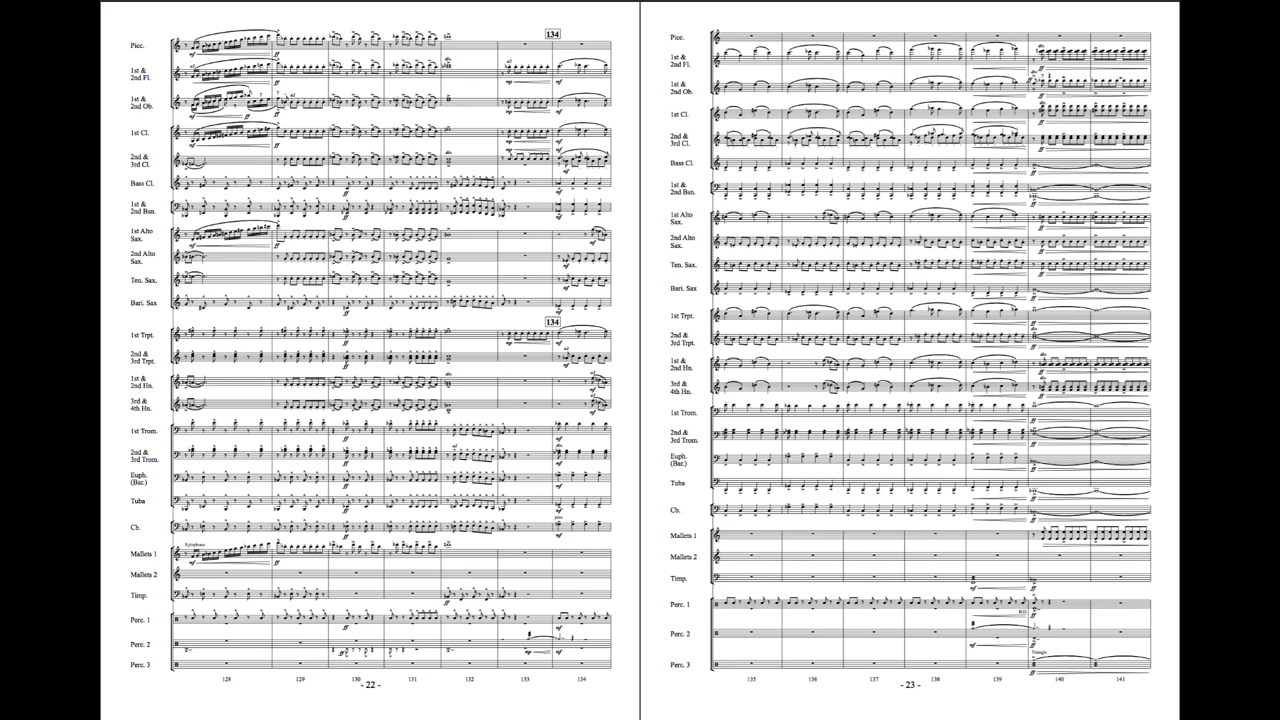 134
Picc.
1st &
2nd Fl.
1st &
2nd Ob.
1st Cl.
2nd &
3rd Cl.
Bass Cl.
1st &
2nd Bsn.
1st Alto
Sax.
2nd Alto
Sax.
Ten. Sax.
Bari. Sax
134
1st Trpt.
2nd &
3rd Trpt.
1st &
2nd Hn.
3rd &
4th Hn.
1st Trom.
2nd &
3rd Trom.
Euph.
(Bar.)
Tuba
Cb.
Xylophone
Mallets 1
Mallets 2
Timp.
Perc. 1
Perc. 2
Perc. 3
128 129 130 131 132 133 134
- 22 -
Picc.
1st &
2nd Fl.
1st &
2nd Ob.
1st Cl.
2nd &
3rd Cl.
Bass Cl.
1st &
2nd Bsn.
1st Alto
Sax.
2nd Alto
Sax.
Ten. Sax.
Bari. Sax
1st Trpt.
2nd &
3rd Trpt.
1st &
2nd Hn.
3rd &
4th Hn.
1st Trom.
2nd &
3rd Trom.
Euph.
(Bar.)
Tuba
Cb.
Mallets 1
Mallets 2
Timp.
Perc. 1
Perc. 2
Triangle
Perc. 3
135 136 137 138 139 140 141
- 23 -